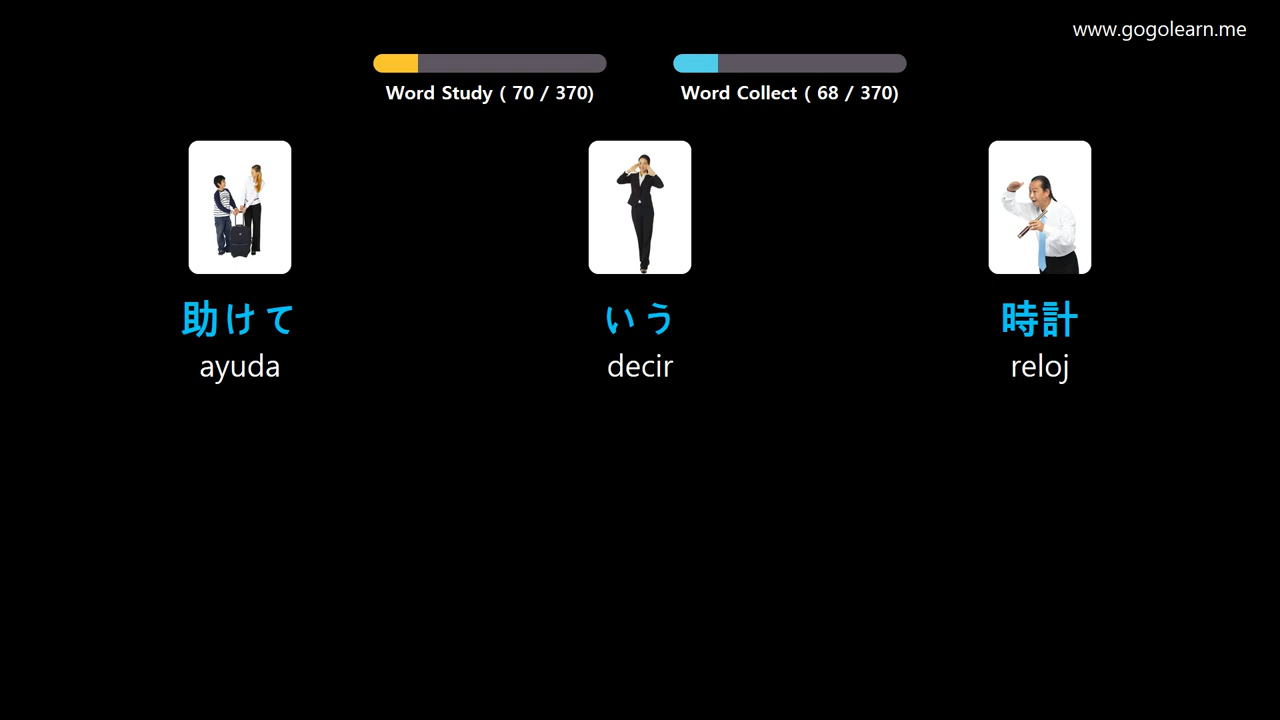 www.gogolearn.me
Word Study ( 70 / 370)
Word Collect ( 68 / 370)
助けて
ayuda
いう
decir
時計
reloj